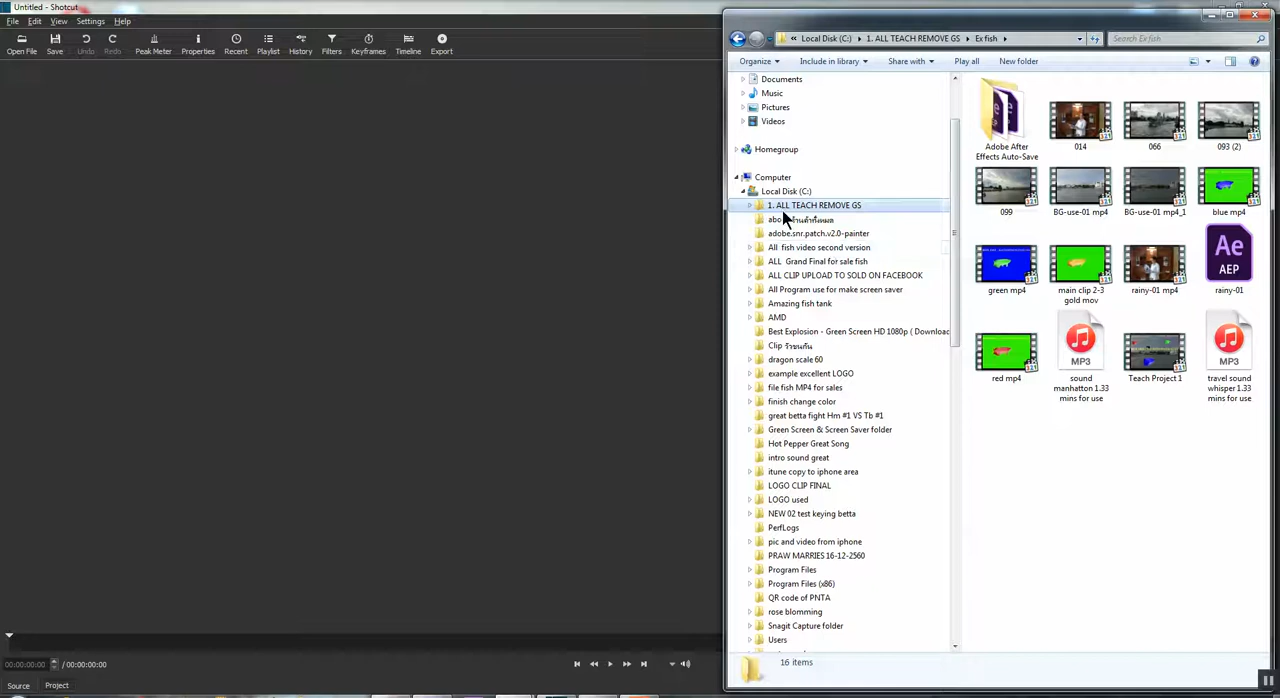 Untitled - Shotcut
File Edit View Settings Help
Open File Save Undo Redo Peak Meter Properties Recent Playlist History Filters Keyframes Timeline Export
00:00:00:00 / 00:00:00:00
Source Project
« Local Disk (C:) ▸ 1. ALL TEACH REMOVE GS ▸ Ex fish ▸
Search Ex fish
Organize Include in library Share with Play all New folder
Documents
Music
Pictures
Videos
Homegroup
Computer
Local Disk (C:)
1. ALL TEACH REMOVE GS
adobe.snr.patch.v2.0-painter
All fish video second version
ALL Grand Final for sale fish
ALL CLIP UPLOAD TO SOLD ON FACEBOOK
All Program use for make screen saver
Amazing fish tank
AMD
Best Explosion - Green Screen HD 1080p ( Downloac
Clip วัวชนกัน
dragon scale 60
example excellent LOGO
file fish MP4 for sales
finish change color
great betta fight Hm #1 VS Tb #1
Green Screen & Screen Saver folder
Hot Pepper Great Song
intro sound great
itune copy to iphone area
LOGO CLIP FINAL
LOGO used
NEW 02 test keying betta
PerfLogs
pic and video from iphone
PRAW MARRIES 16-12-2560
Program Files
Program Files (x86)
QR code of PNTA
rose blomming
Snagit Capture folder
Users
Adobe After
Effects Auto-Save
014
066
093 (2)
099
BG-use-01 mp4
BG-use-01 mp4_1
blue mp4
green mp4
main clip 2-3
gold mov
rainy-01 mp4
Ae
AEP
rainy-01
red mp4
MP3
sound
manhatton 1.33
mins for use
Teach Project 1
MP3
travel sound
whisper 1.33
mins for use
16 items